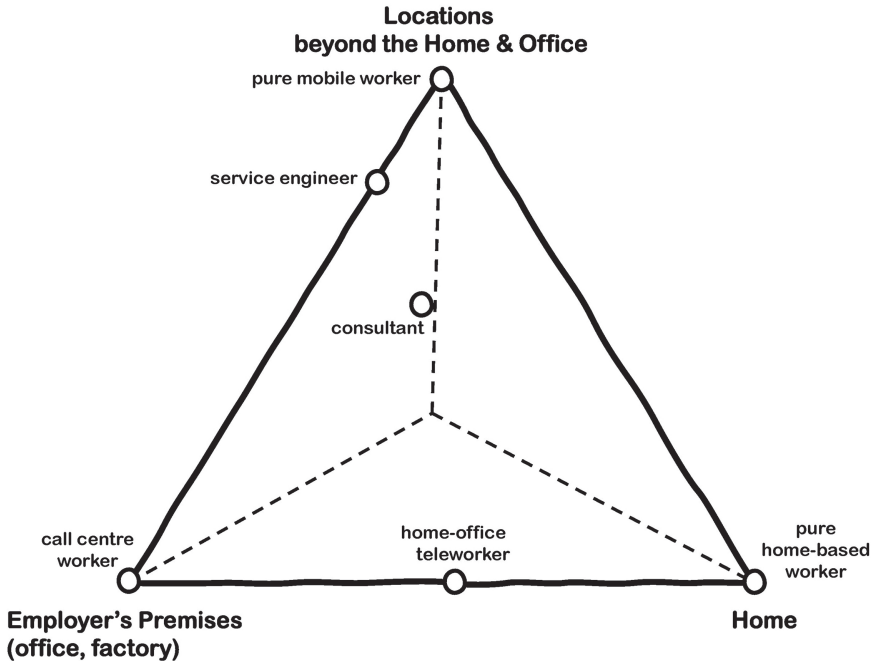 Locations
beyond the Home & Office
pure mobile worker
service engineer
consultant
call centre
worker
home-office
teleworker
pure
home-based
worker
Employer's Premises
(office, factory)
Home